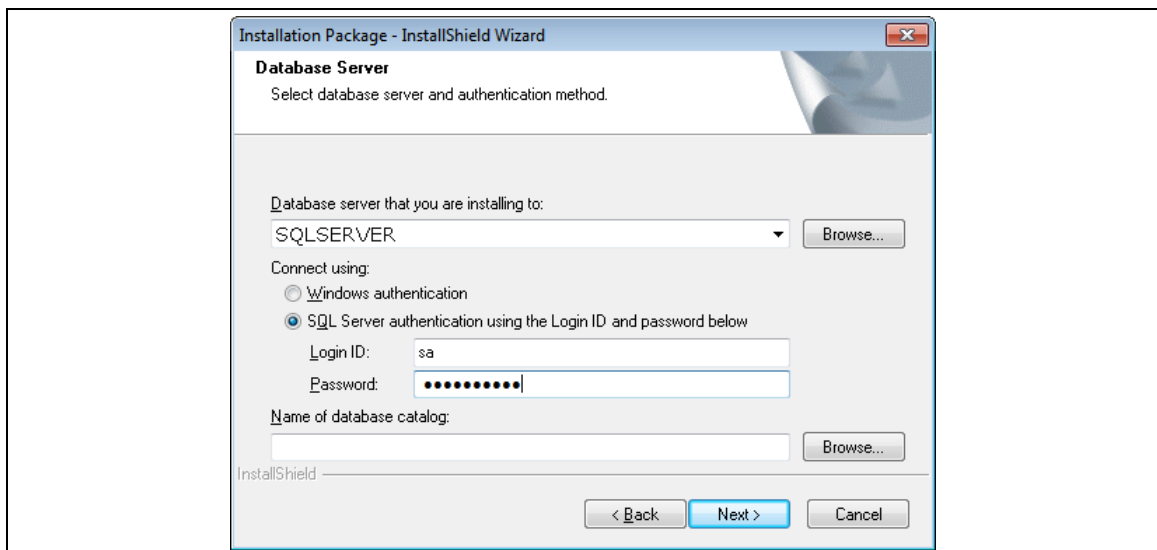 Installation Package - InstallShield Wizard
Database Server
Select database server and authentication method.
Database server that you are installing to:
SQLSERVER
Browse...
Connect using:
Windows authentication
SQL Server authentication using the Login ID and password below
Login ID: sa
Password: ●●●●●●●●●●
Name of database catalog:
Browse...
InstallShield
< Back Next > Cancel